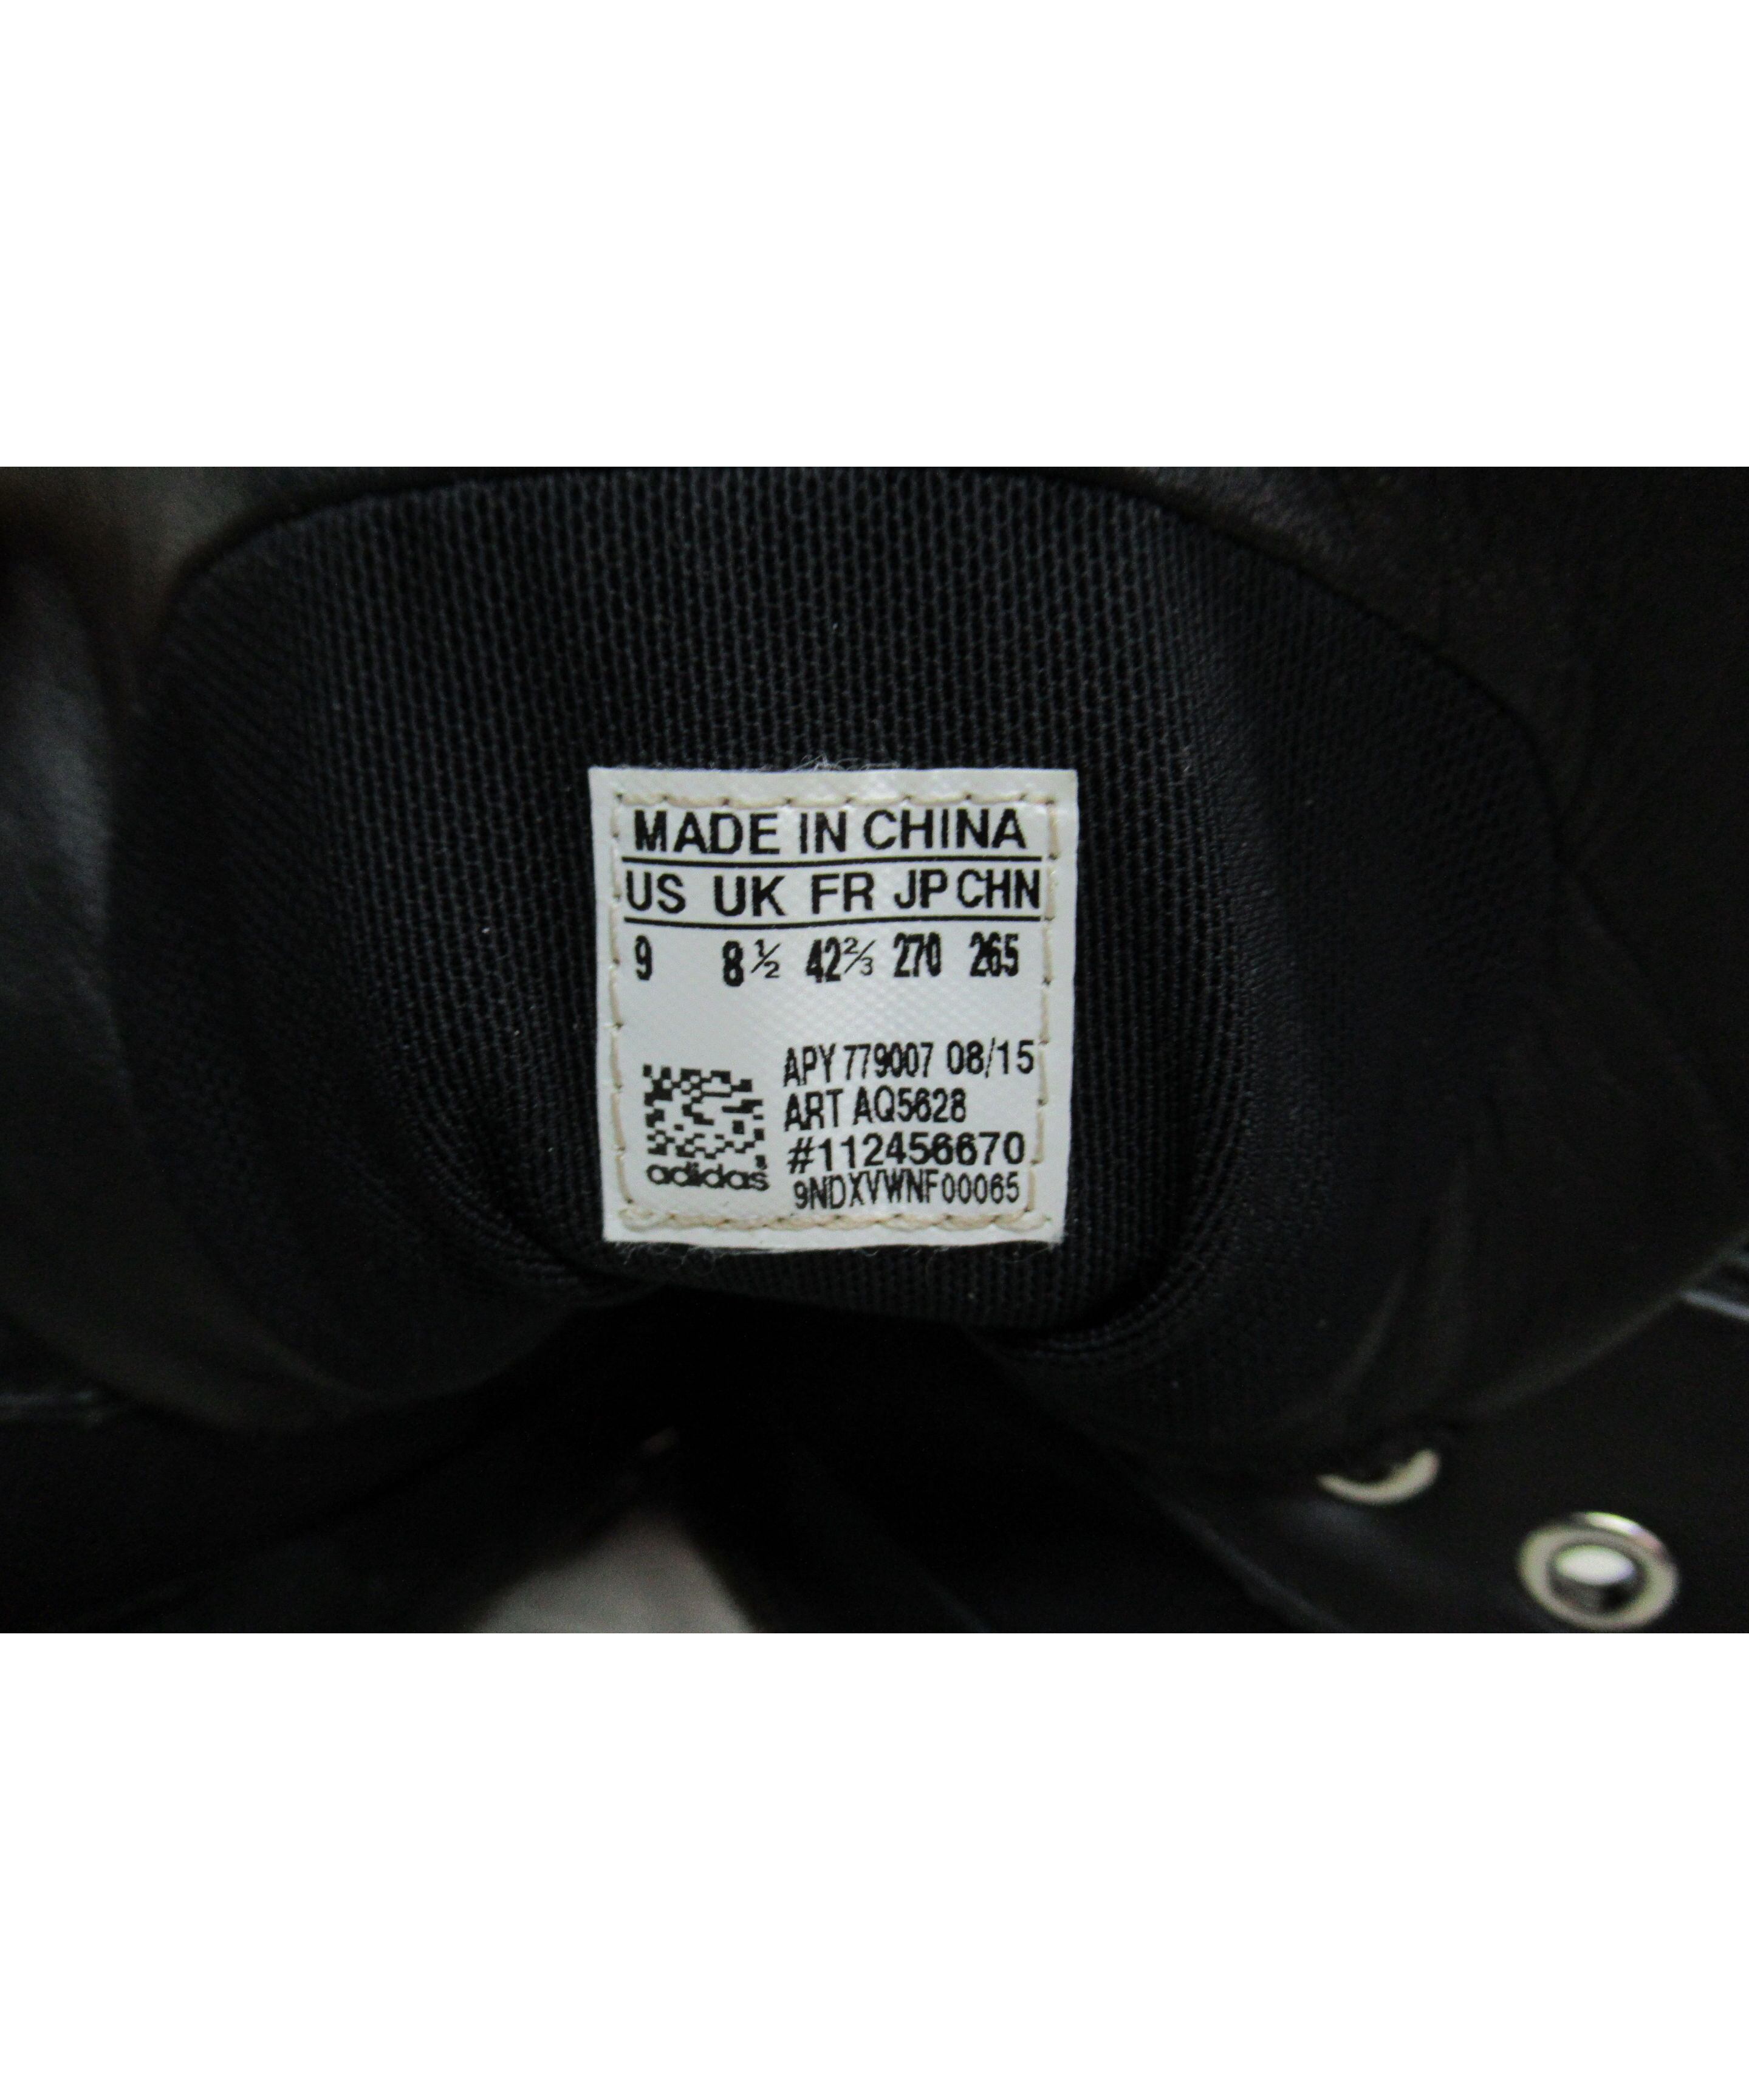 MADE IN CHINA
US UK FR JP CHN
9 8½ 42⅔ 270 265
APY 779007 08/15
ART AQ5628
#112456670
adidas
9NDXVWNF00065